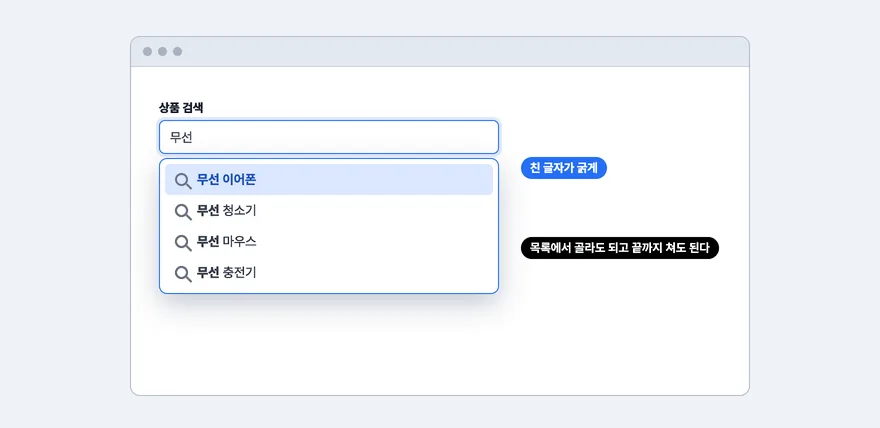 상품 검색
무선
무선 이어폰
친 글자가 굵게
무선 청소기
무선 마우스
목록에서 골라도 되고 끝까지 쳐도 된다
무선 충전기